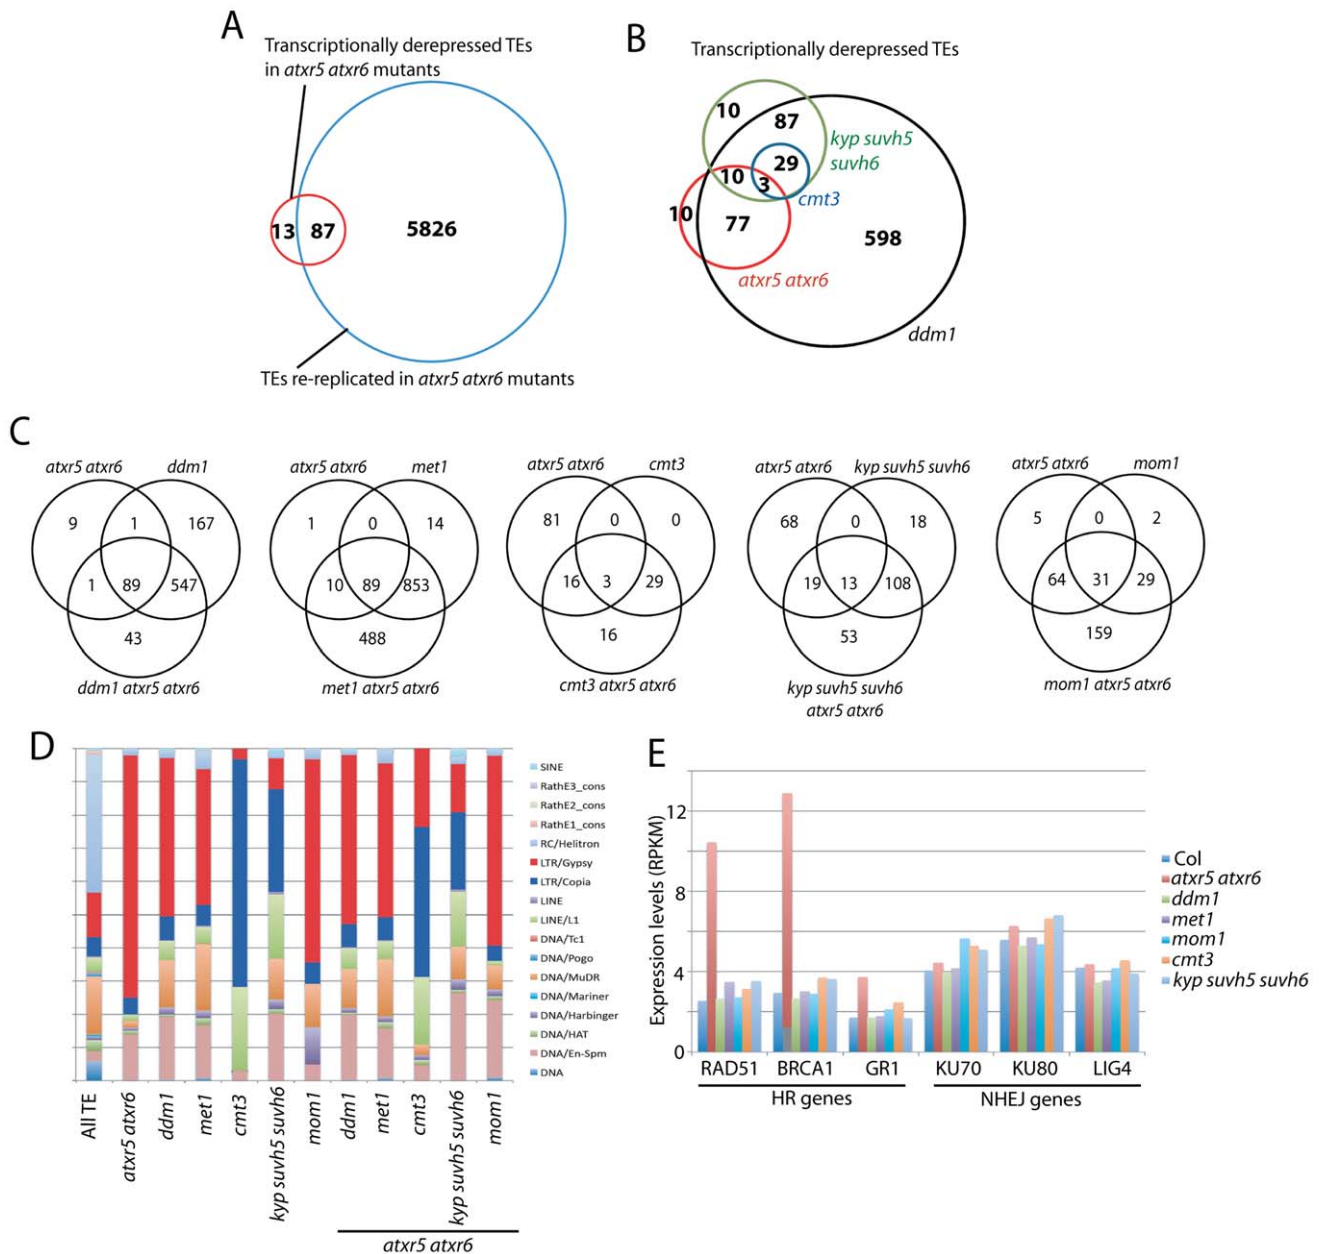 A
Transcriptionally derepressed TEs
in atxr5 atxr6 mutants
13
87
5826
TEs re-replicated in atxr5 atxr6 mutants
B
Transcriptionally derepressed TEs
10
87
kyp suvh5
suvh6
29
10
3
cmt3
10
77
598
atxr5 atxr6
ddm1
C
atxr5 atxr6
ddm1
9
1
167
1
89
547
43
ddm1 atxr5 atxr6
atxr5 atxr6
met1
1
0
14
10
89
853
488
met1 atxr5 atxr6
atxr5 atxr6
cmt3
81
0
0
16
3
29
16
cmt3 atxr5 atxr6
atxr5 atxr6
kyp suvh5 suvh6
68
0
18
19
13
108
53
kyp suvh5 suvh6
atxr5 atxr6
atxr5 atxr6
mom1
5
0
2
64
31
29
159
mom1 atxr5 atxr6
D
SINE
RathE3_cons
RathE2_cons
RathE1_cons
RC/Helitron
LTR/Gypsy
LTR/Copia
LINE
LINE/L1
DNA/Tc1
DNA/Pogo
DNA/MuDR
DNA/Mariner
DNA/Harbinger
DNA/HAT
DNA/En-Spm
DNA
All TE
atxr5 atxr6
ddm1
met1
cmt3
kyp suvh5 suvh6
mom1
ddm1
met1
cmt3
kyp suvh5 suvh6
mom1
atxr5 atxr6
E
Expression levels (RPKM)
12
8
4
0
RAD51
BRCA1
GR1
KU70
KU80
LIG4
HR genes
NHEJ genes
Col
atxr5 atxr6
ddm1
met1
mom1
cmt3
kyp suvh5 suvh6